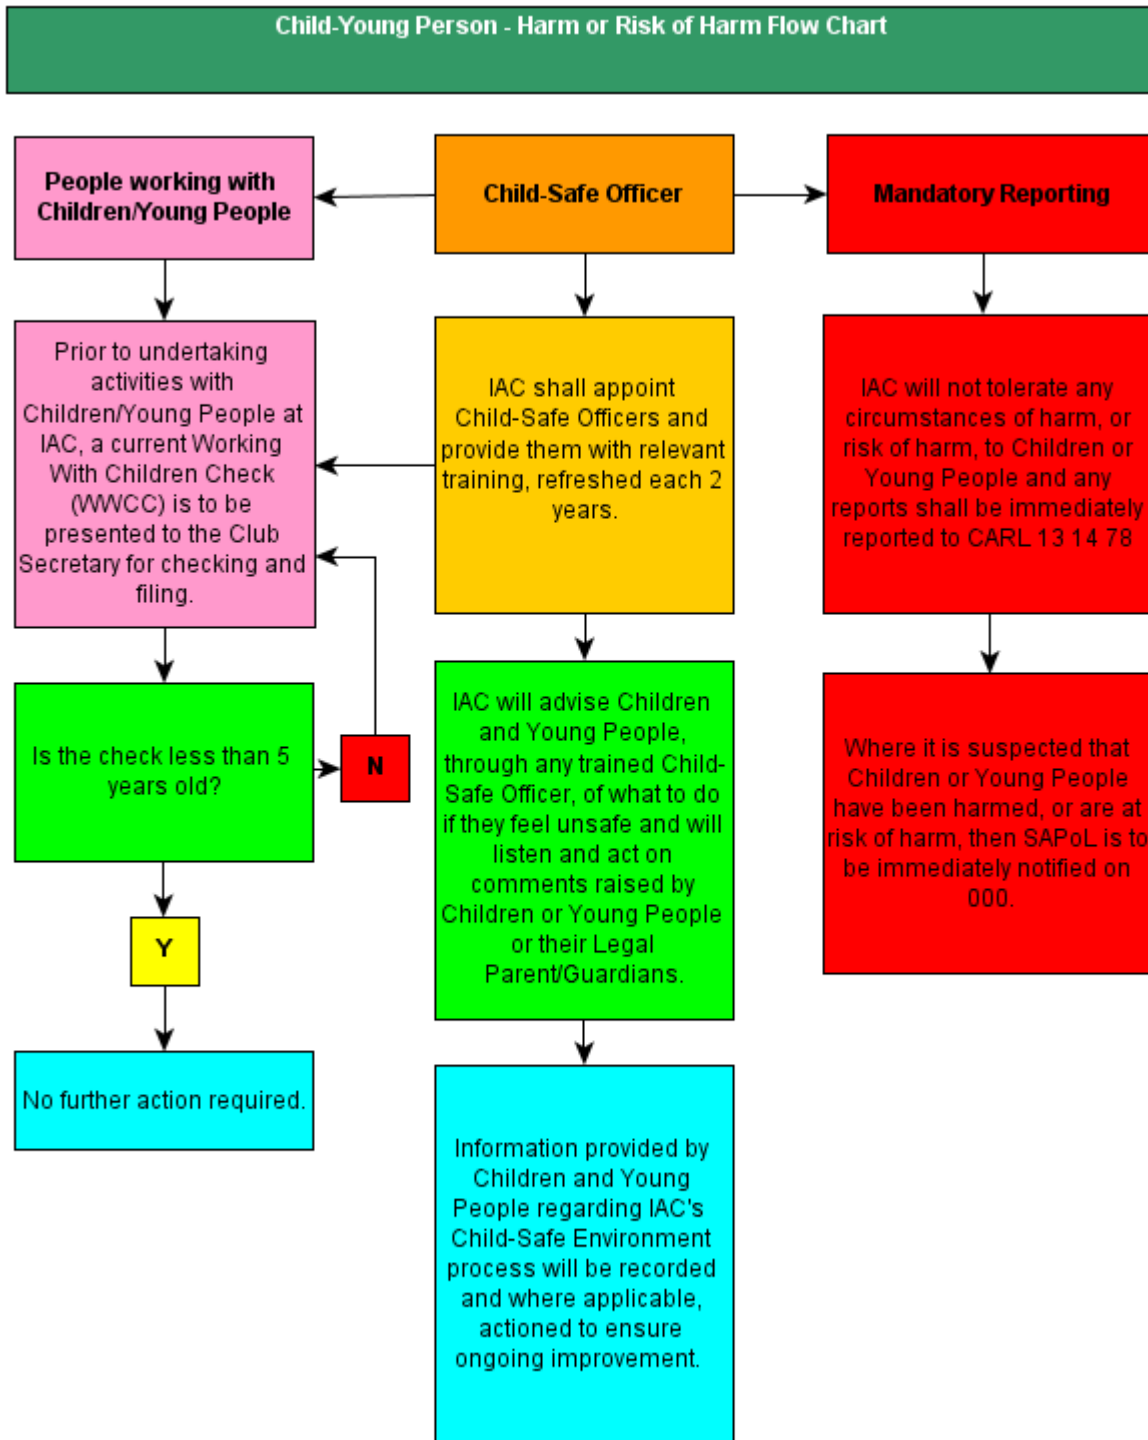 Child-Young Person - Harm or Risk of Harm Flow Chart
People working with
Children/Young People
Child-Safe Officer
Mandatory Reporting
Prior to undertaking
activities with
Children/Young People at
IAC, a current Working
With Children Check
(WWCC) is to be
presented to the Club
Secretary for checking and
filing.
IAC shall appoint
Child-Safe Officers and
provide them with relevant
training, refreshed each 2
years.
IAC will not tolerate any
circumstances of harm, or
risk of harm, to Children or
Young People and any
reports shall be immediately
reported to CARL 13 14 78
Is the check less than 5
years old?
N
Y
No further action required.
IAC will advise Children
and Young People,
through any trained Child-
Safe Officer, of what to do
if they feel unsafe and will
listen and act on
comments raised by
Children or Young People
or their Legal
Parent/Guardians.
Where it is suspected that
Children or Young People
have been harmed, or are at
risk of harm, then SAPoL is to
be immediately notified on
000.
Information provided by
Children and Young
People regarding IAC's
Child-Safe Environment
process will be recorded
and where applicable,
actioned to ensure
ongoing improvement.